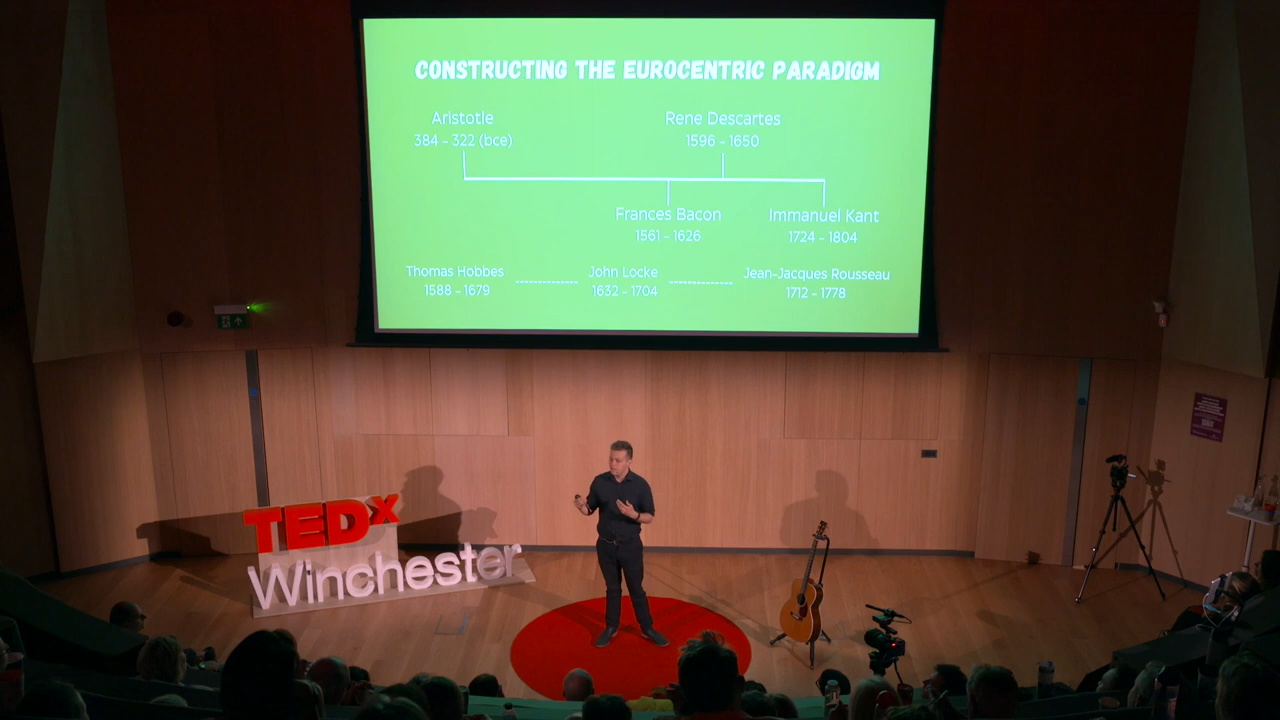 CONSTRUCTING THE EUROCENTRIC PARADIGM
Aristotle
384 - 322 (bce)
Rene Descartes
1596 - 1650
Frances Bacon
1561 - 1626
Immanuel Kant
1724 - 1804
Thomas Hobbes
1588 - 1679
John Locke
1632 - 1704
Jean-Jacques Rousseau
1712 - 1778
TEDx
Winchester